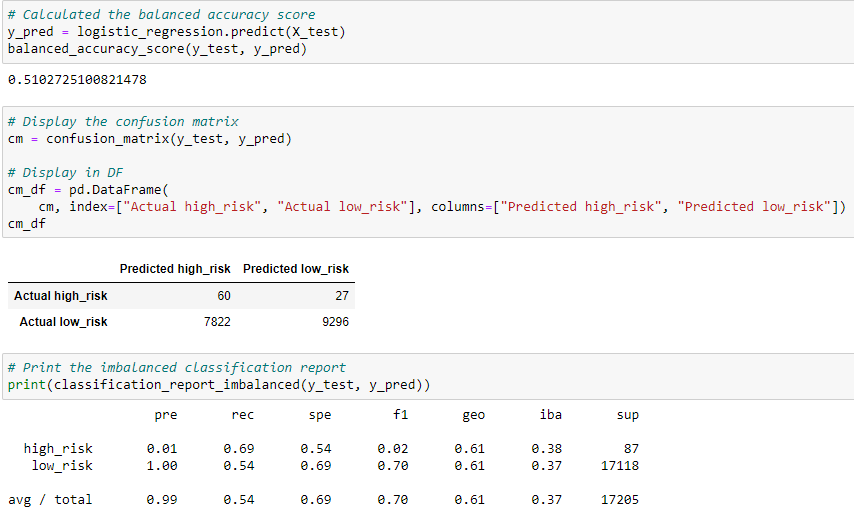 # Calculated the balanced accuracy score
y_pred = logistic_regression.predict(X_test)
balanced_accuracy_score(y_test, y_pred)
0.5102725100821478
# Display the confusion matrix
cm = confusion_matrix(y_test, y_pred)
# Display in DF
cm_df = pd.DataFrame(
    cm, index=["Actual high_risk", "Actual low_risk"], columns=["Predicted high_risk", "Predicted low_risk"])
cm_df
Predicted high_risk Predicted low_risk
Actual high_risk 60 27
Actual low_risk 7822 9296
# Print the imbalanced classification report
print(classification_report_imbalanced(y_test, y_pred))
pre rec spe f1 geo iba sup
high_risk 0.01 0.69 0.54 0.02 0.61 0.38 87
low_risk 1.00 0.54 0.69 0.70 0.61 0.37 17118
avg / total 0.99 0.54 0.69 0.70 0.61 0.37 17205